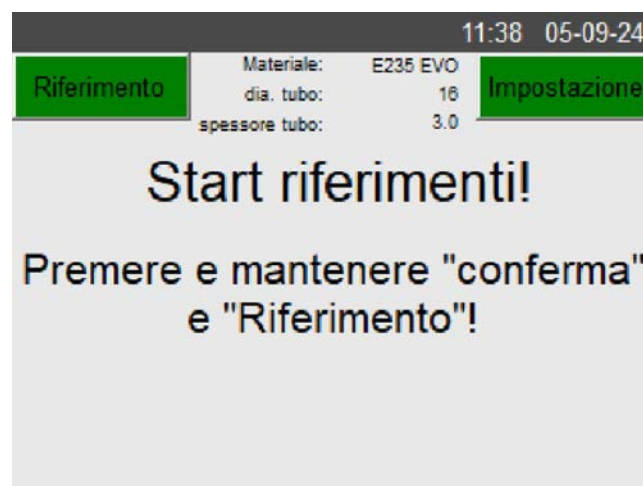 11:38 05-09-24
Riferimento
Materiale: E235 EVO
dia. tubo: 16
spessore tubo: 3.0
Impostazione
Start riferimenti!
Premere e mantenere "conferma"
e "Riferimento"!